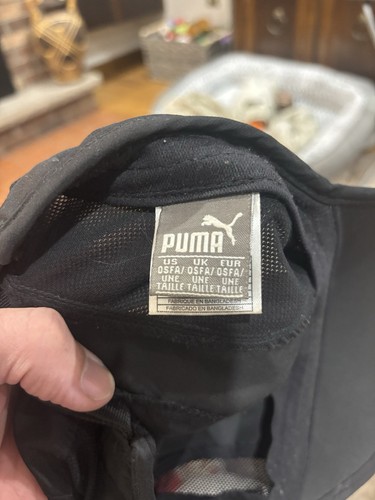 PUMA
US UK EUR
OSFA/ OSFA/ OSFA/
UNE UNE UNE
TAILLE TAILLE TAILLE
FABRIQUE EN BANGLADESH
FABRICADO EN BANGLADESH